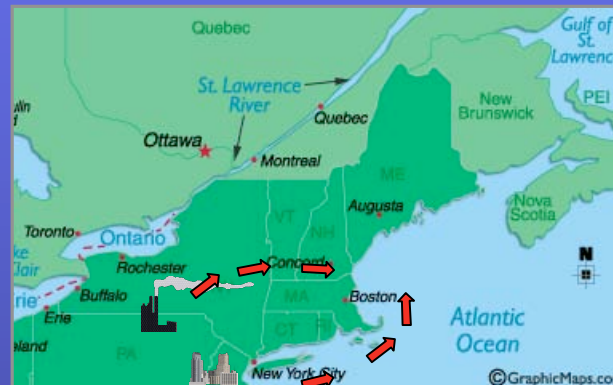 Quebec
Gulf of
St.
Lawrence
St. Lawrence
River
PEI
New
Brunswick
Quebec
Ottawa
Montreal
ME
Nova
Scotia
VT
Augusta
NH
Toronto
Ontario
Concord
N
Rochester
Buffalo
MA
Boston
Erie
CT
RI
Atlantic
Ocean
PA
New York City
©GraphicMaps.co